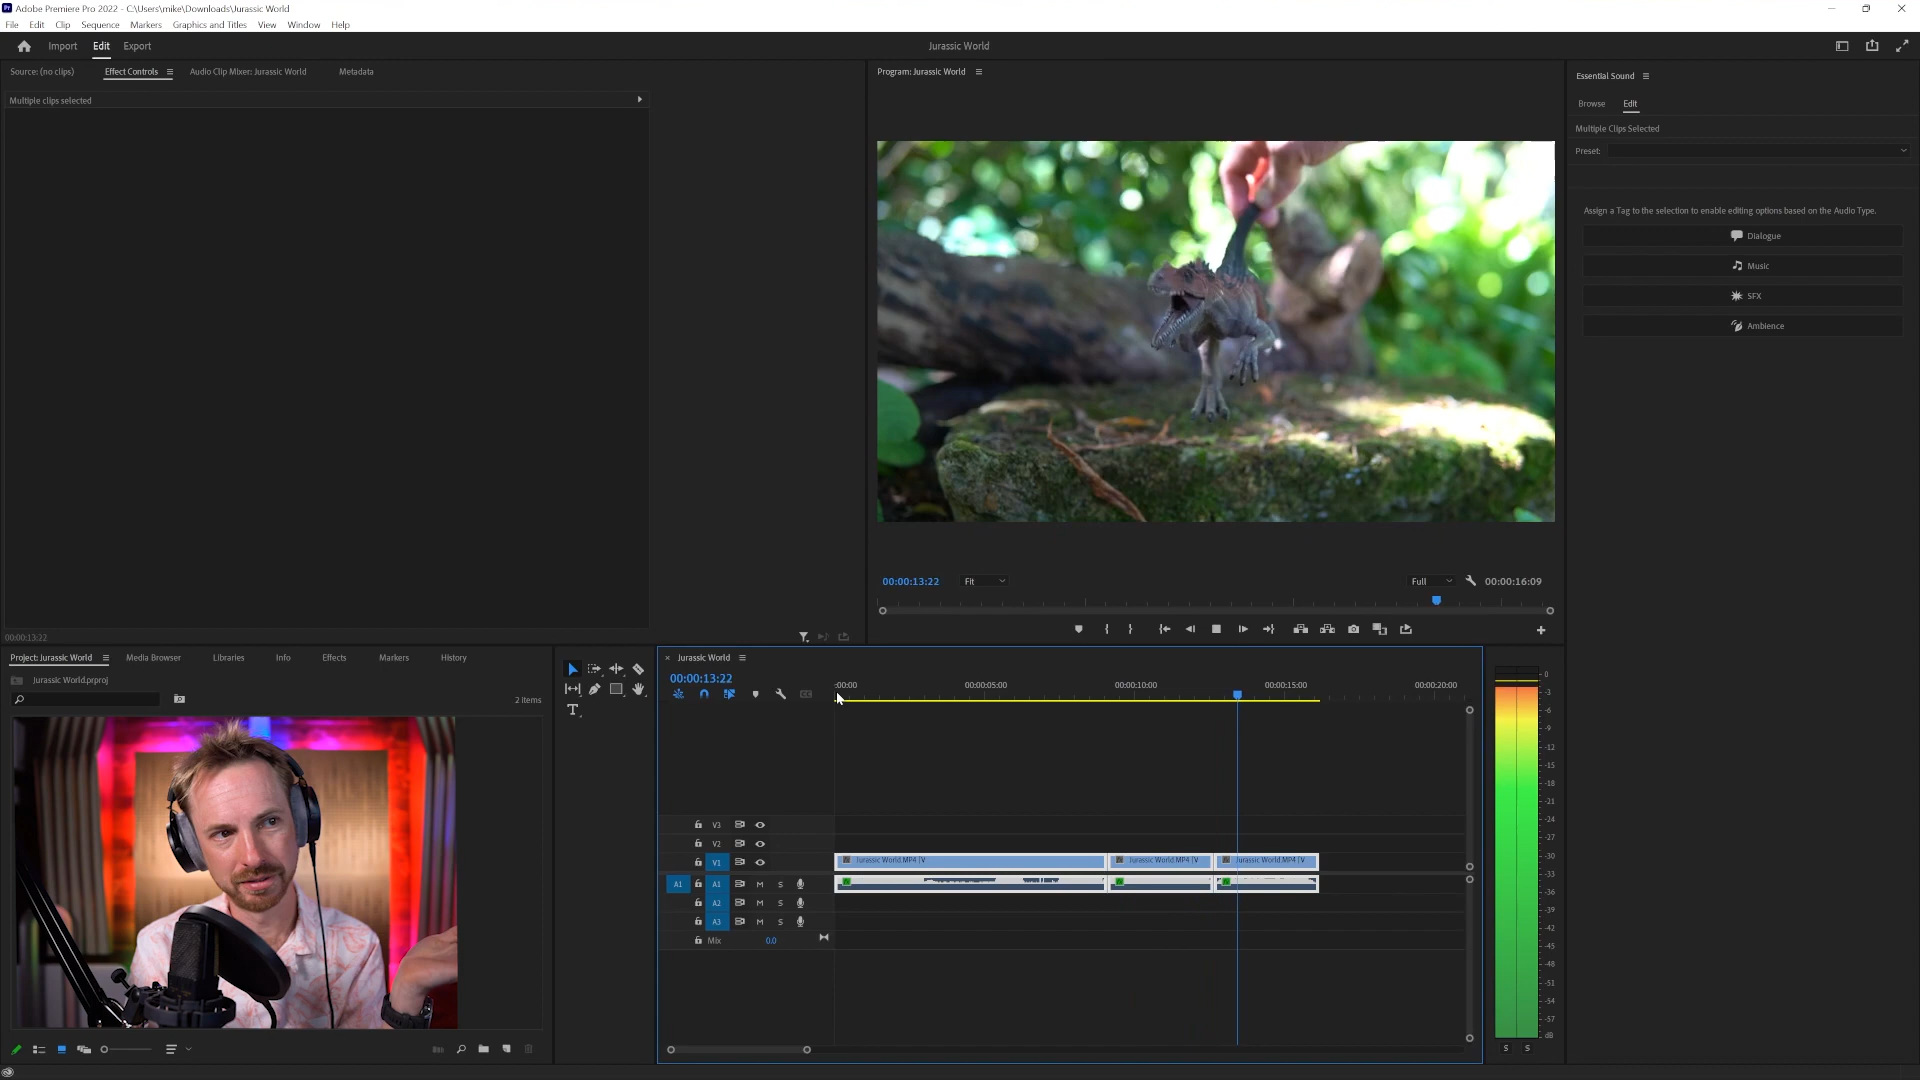 Adobe Premiere Pro 2022 - C:\Users\mike\Downloads\Jurassic World
File Edit Clip Sequence Markers Graphics and Titles View Window Help
Import Edit Export
Jurassic World
Source: (no clips) Effect Controls Audio Clip Mixer: Jurassic World Metadata
Multiple clips selected
00:00:13:22
Program: Jurassic World
00:00:13:22 Fit Full 00:00:16:09
Essential Sound
Browse Edit
Multiple Clips Selected
Preset:
Assign a Tag to the selection to enable editing options based on the Audio Type.
Dialogue
Music
SFX
Ambience
Project: Jurassic World Media Browser Libraries Info Effects Markers History
Jurassic World.prproj
2 Items
Jurassic World
00:00:13:22
:00:00 00:00:05:00 00:00:10:00 00:00:15:00 00:00:20:00
V3
V2
V1 Jurassic World.MP4 [V Jurassic World.MP4 [V Jurassic World.MP4 [V
A1 A1 M S
A2 M S
A3 M S
Mix 0.0
0
-3
-6
-9
-12
-15
-18
-21
-24
-27
-30
-33
-36
-39
-42
-45
-48
-51
-54
-57
dB
S S